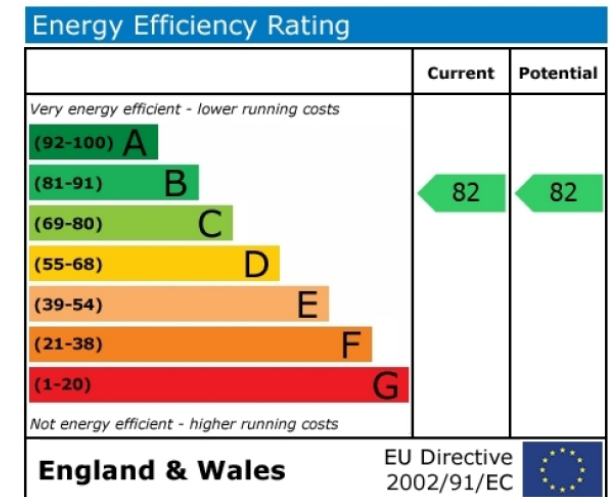 Energy Efficiency Rating
Current Potential
Very energy efficient - lower running costs
(92-100) A
(81-91) B
82 82
(69-80) C
(55-68) D
(39-54) E
(21-38) F
(1-20) G
Not energy efficient - higher running costs
England & Wales
EU Directive
2002/91/EC